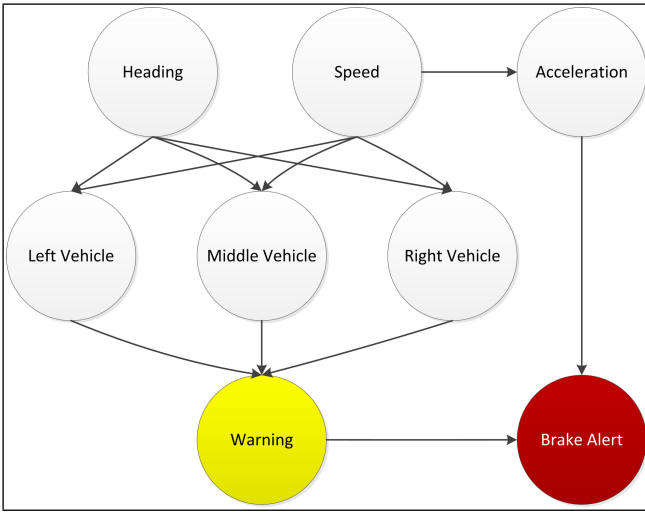 Heading
Speed
Acceleration
Left Vehicle
Middle Vehicle
Right Vehicle
Warning
Brake Alert